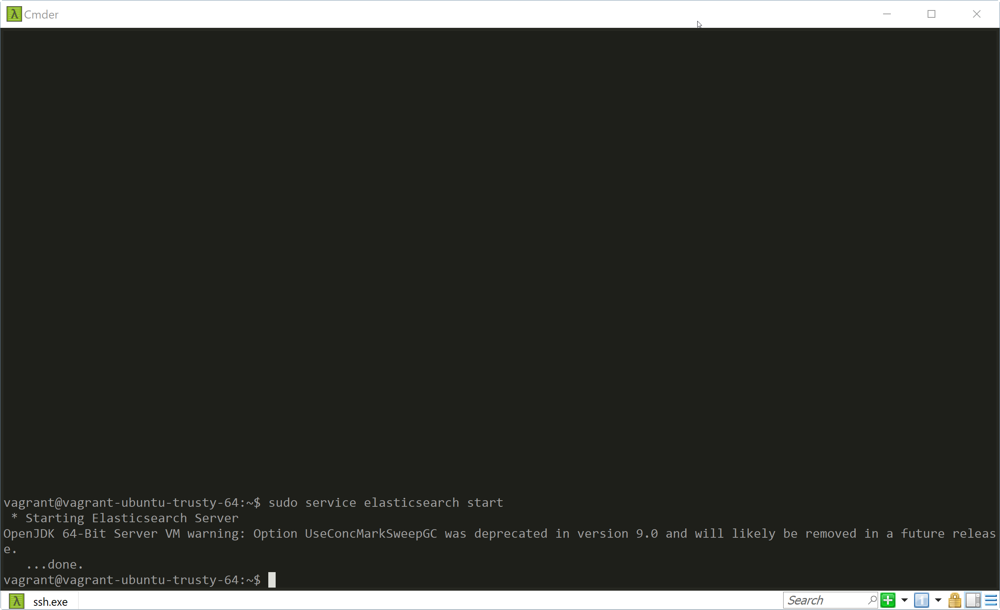 λ Cmder
vagrant@vagrant-ubuntu-trusty-64:~$ sudo service elasticsearch start
 * Starting Elasticsearch Server
OpenJDK 64-Bit Server VM warning: Option UseConcMarkSweepGC was deprecated in version 9.0 and will likely be removed in a future releas
e.
   ...done.
vagrant@vagrant-ubuntu-trusty-64:~$
λ ssh.exe
Search
1